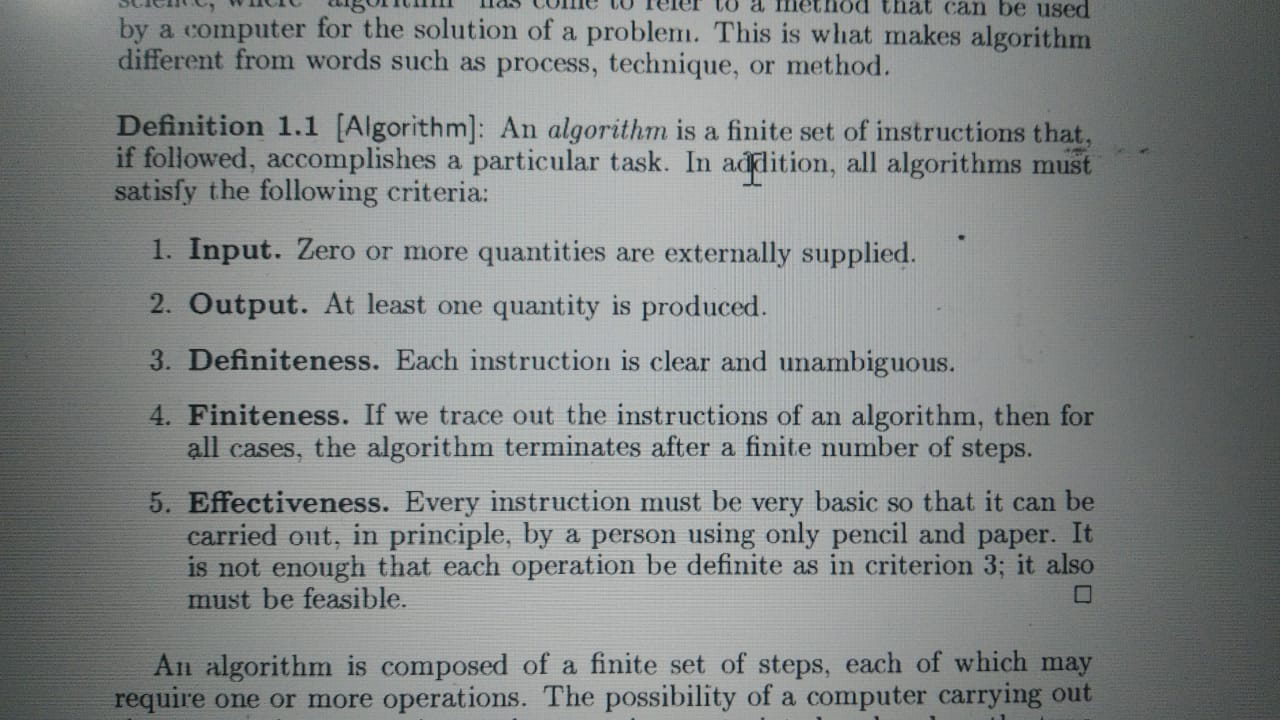 science, where "algorithm" has come to refer to a method that can be used
by a computer for the solution of a problem. This is what makes algorithm
different from words such as process, technique, or method.
Definition 1.1 [Algorithm]: An algorithm is a finite set of instructions that,
if followed, accomplishes a particular task. In addition, all algorithms must
satisfy the following criteria:
1. Input. Zero or more quantities are externally supplied.
2. Output. At least one quantity is produced.
3. Definiteness. Each instruction is clear and unambiguous.
4. Finiteness. If we trace out the instructions of an algorithm, then for
all cases, the algorithm terminates after a finite number of steps.
5. Effectiveness. Every instruction must be very basic so that it can be
carried out, in principle, by a person using only pencil and paper. It
is not enough that each operation be definite as in criterion 3; it also
must be feasible. □
An algorithm is composed of a finite set of steps, each of which may
require one or more operations. The possibility of a computer carrying out